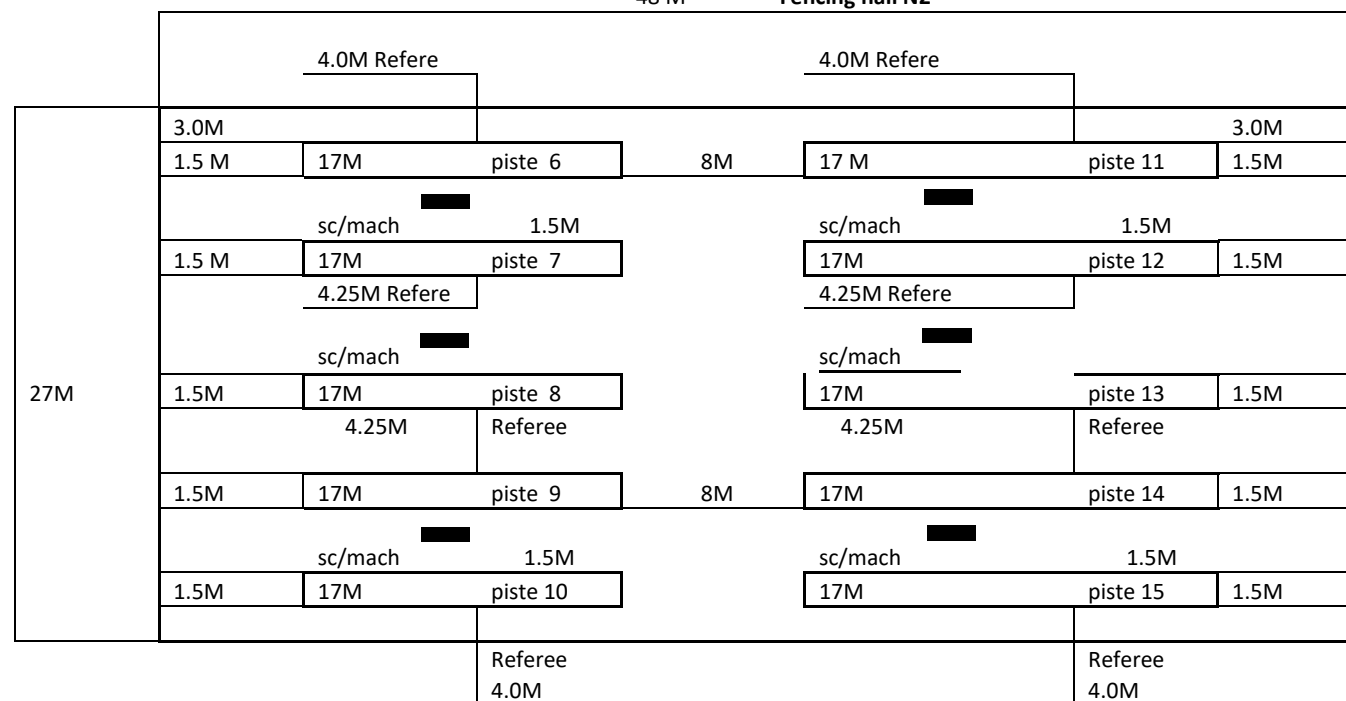 4.0M Refere 4.0M Refere
3.0M 3.0M
1.5 M 17M piste 6 8M 17 M piste 11 1.5M
sc/mach 1.5M sc/mach 1.5M
1.5 M 17M piste 7 17M piste 12 1.5M
4.25M Refere 4.25M Refere
sc/mach sc/mach
27M 1.5M 17M piste 8 17M piste 13 1.5M
4.25M Referee 4.25M Referee
1.5M 17M piste 9 8M 17M piste 14 1.5M
sc/mach 1.5M sc/mach 1.5M
1.5M 17M piste 10 17M piste 15 1.5M
Referee Referee
4.0M 4.0M